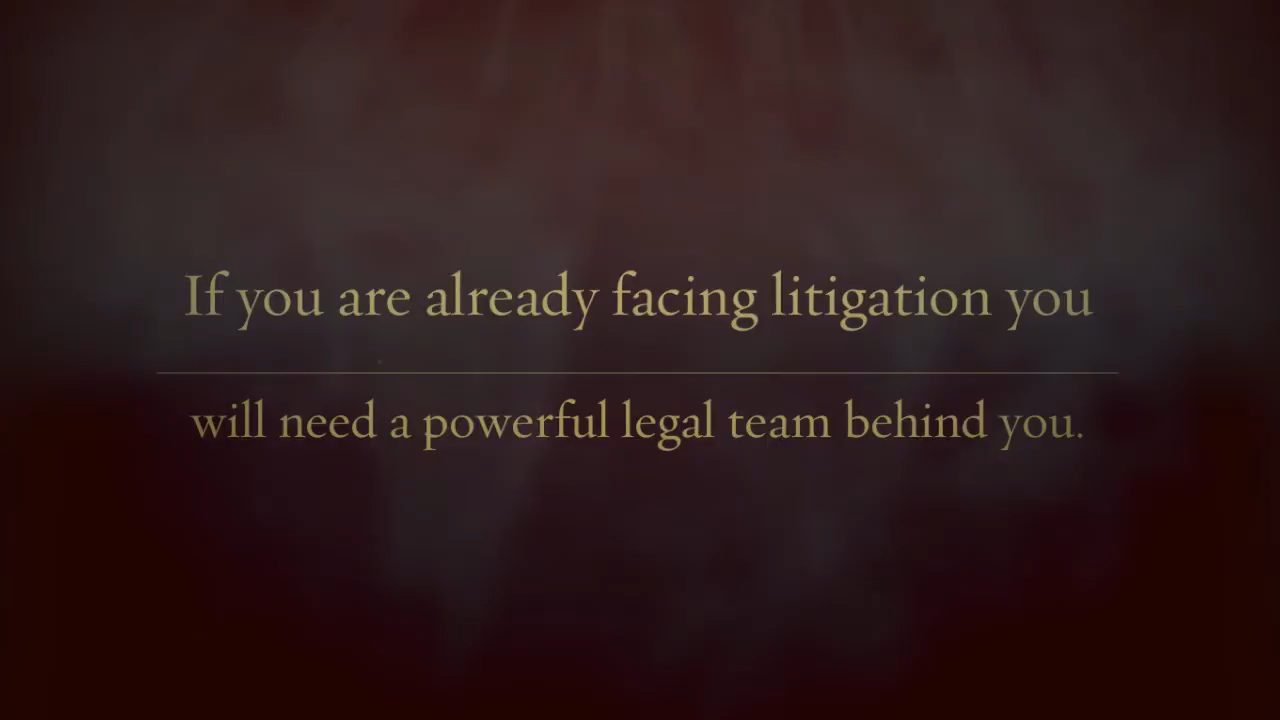 If you are already facing litigation you
will need a powerful legal team behind you.